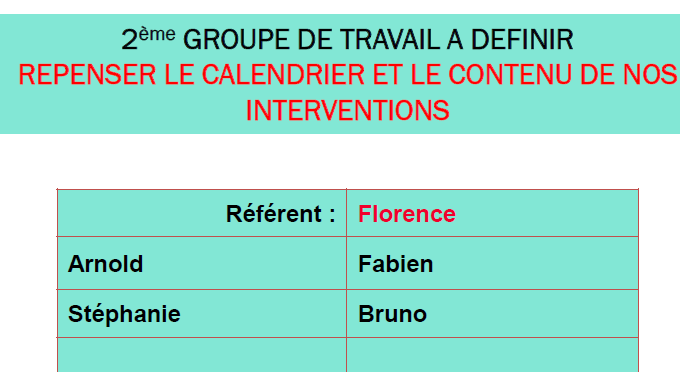 2ème GROUPE DE TRAVAIL A DEFINIR
REPENSER LE CALENDRIER ET LE CONTENU DE NOS
INTERVENTIONS
Référent : Florence
Arnold Fabien
Stéphanie Bruno